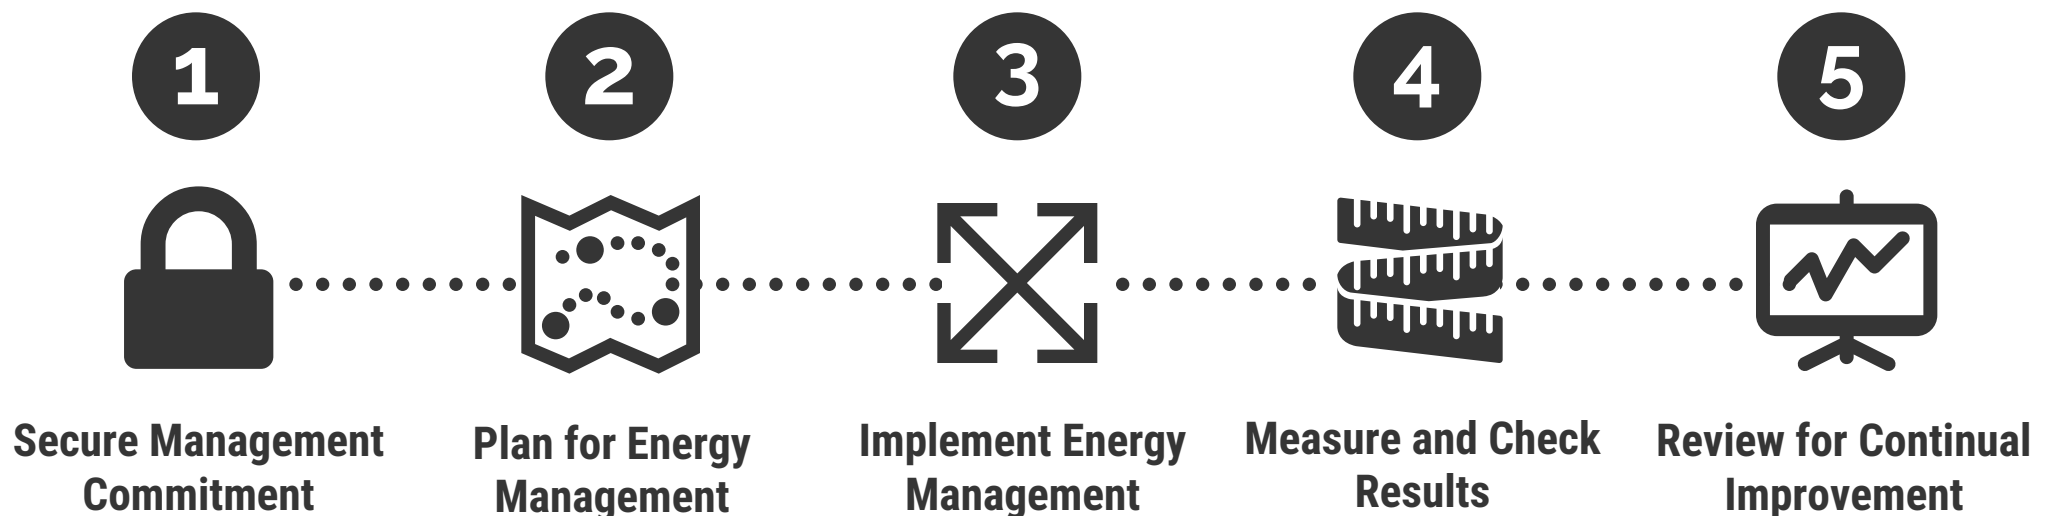 1
2
3
4
5
Secure Management
Commitment
Plan for Energy
Management
Implement Energy
Management
Measure and Check
Results
Review for Continual
Improvement